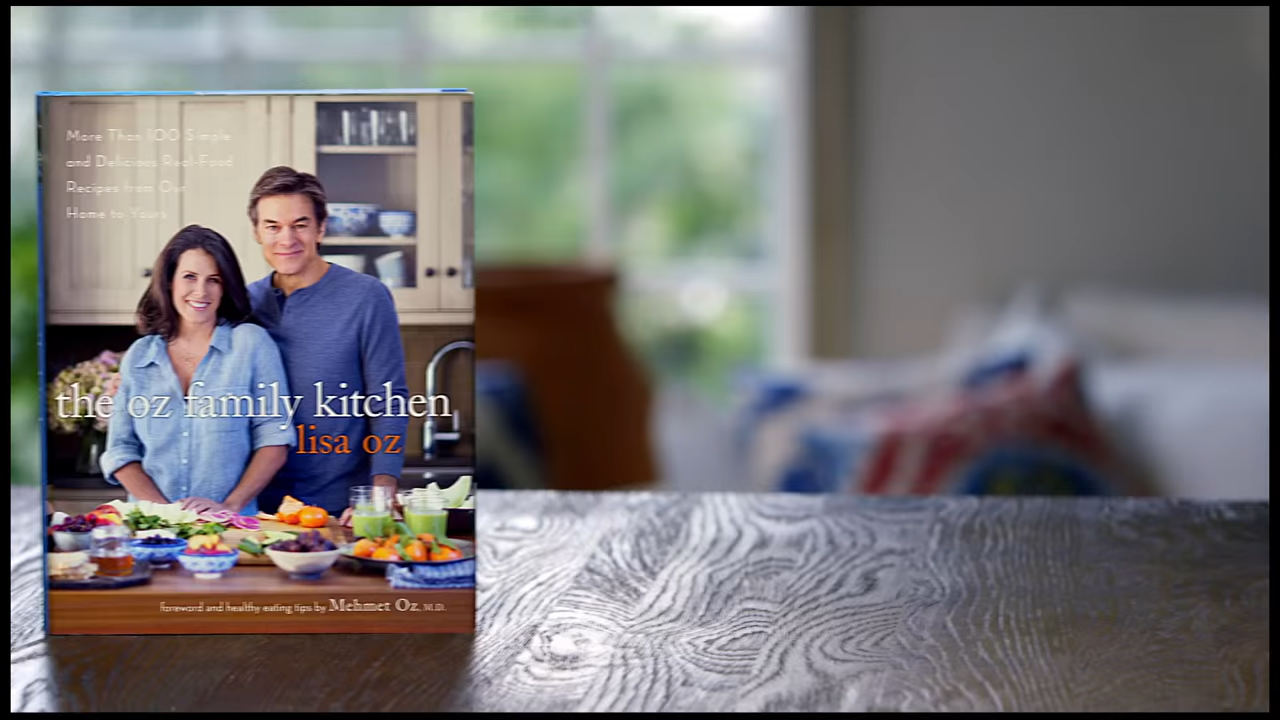 More Than 100 Simple
and Delicious Real-Food
Recipes from Our
Home to Yours
the oz family kitchen
lisa oz
foreword and healthy eating tips by Mehmet Oz, M.D.